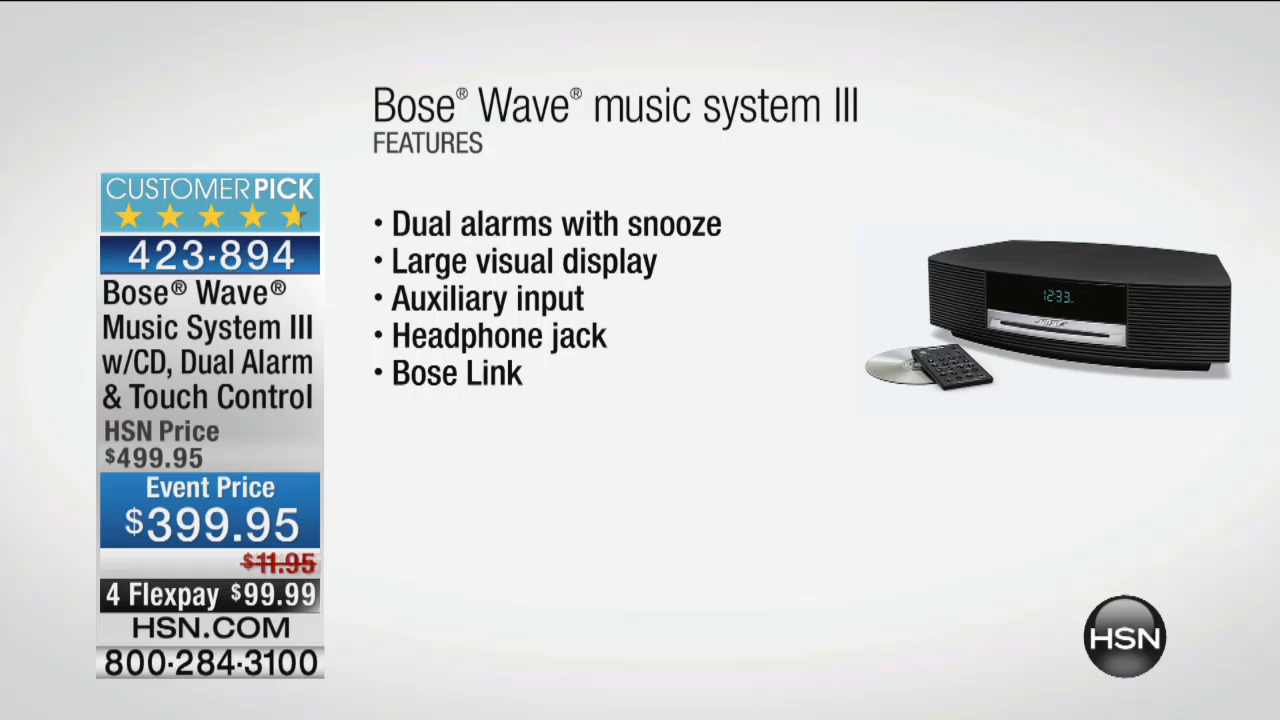 Bose® Wave® music system III
FEATURES
CUSTOMER PICK
423-894
Bose® Wave®
Music System III
w/CD, Dual Alarm
& Touch Control
HSN Price
$499.95
Event Price
$399.95
$11.95
4 Flexpay $99.99
HSN.COM
800-284-3100
• Dual alarms with snooze
• Large visual display
• Auxiliary input
• Headphone jack
• Bose Link
12:33
BOSE
HSN